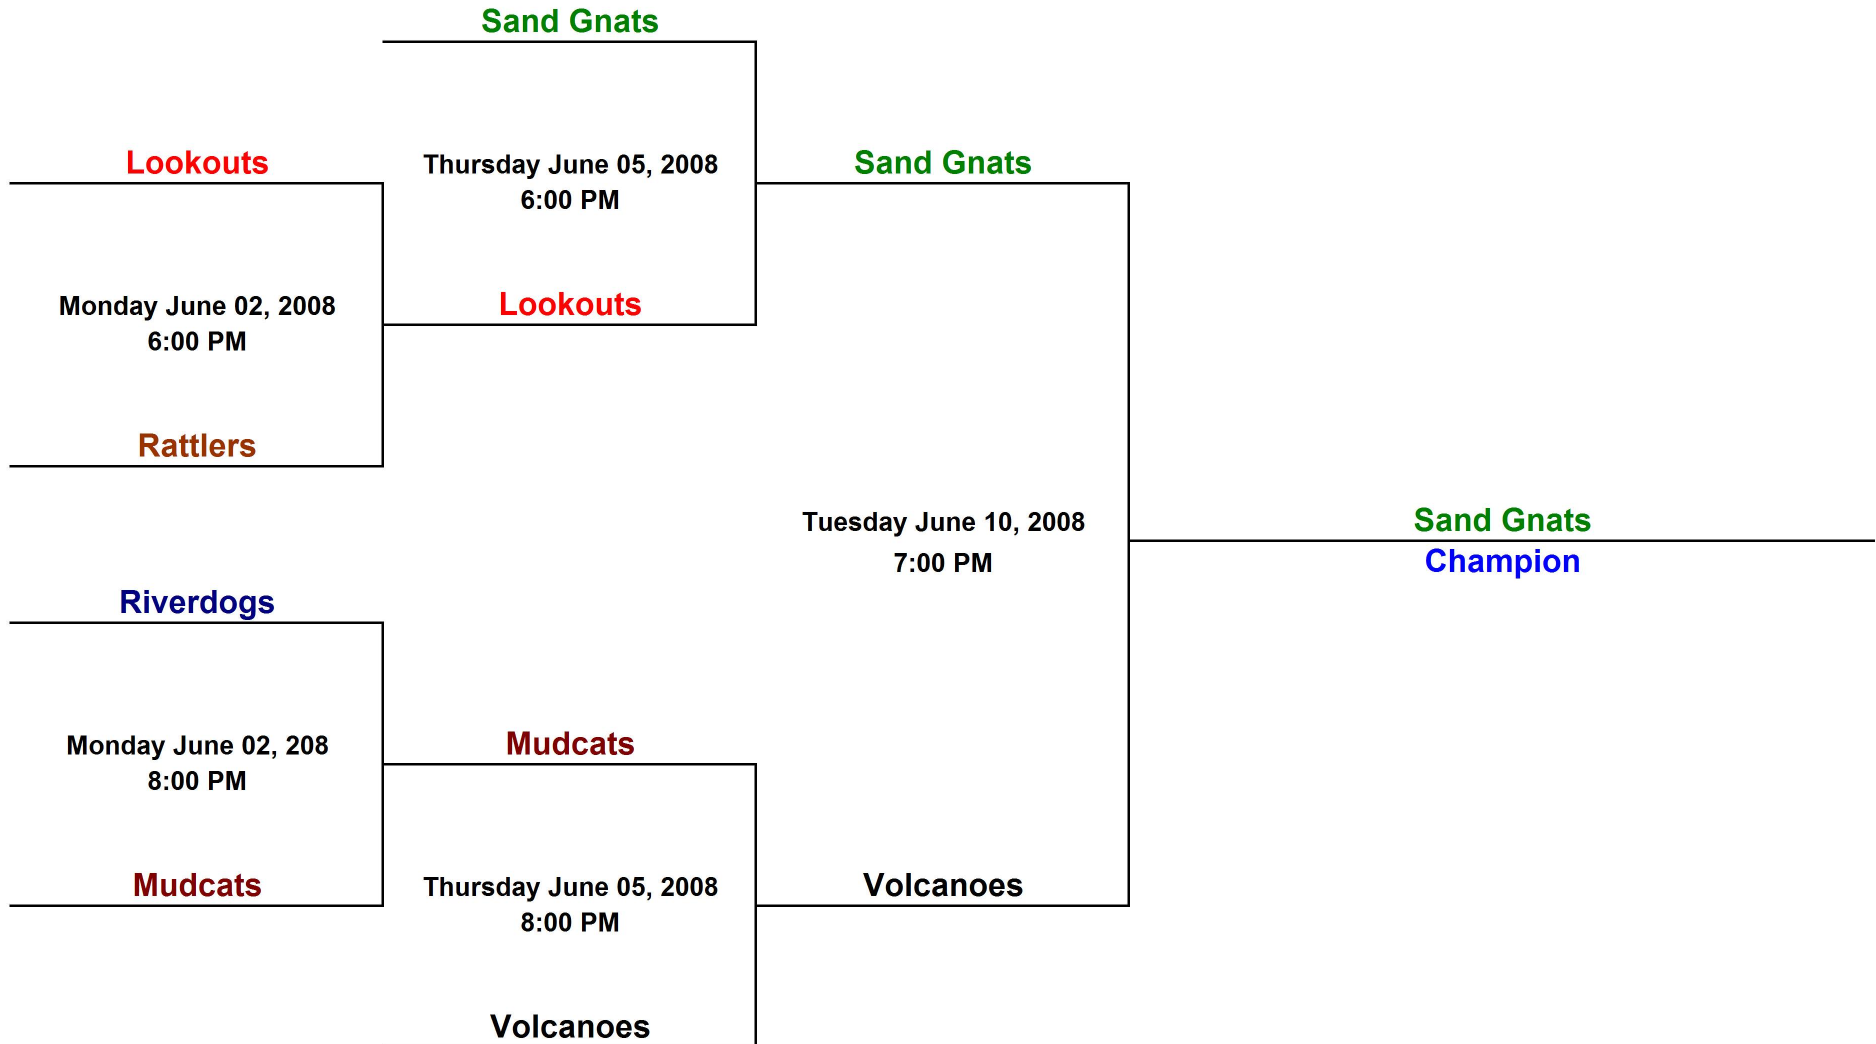 Sand Gnats
Lookouts
Thursday June 05, 2008
6:00 PM
Sand Gnats
Monday June 02, 2008
6:00 PM
Lookouts
Rattlers
Tuesday June 10, 2008
7:00 PM
Sand Gnats
Champion
Riverdogs
Monday June 02, 208
8:00 PM
Mudcats
Mudcats
Thursday June 05, 2008
8:00 PM
Volcanoes
Volcanoes